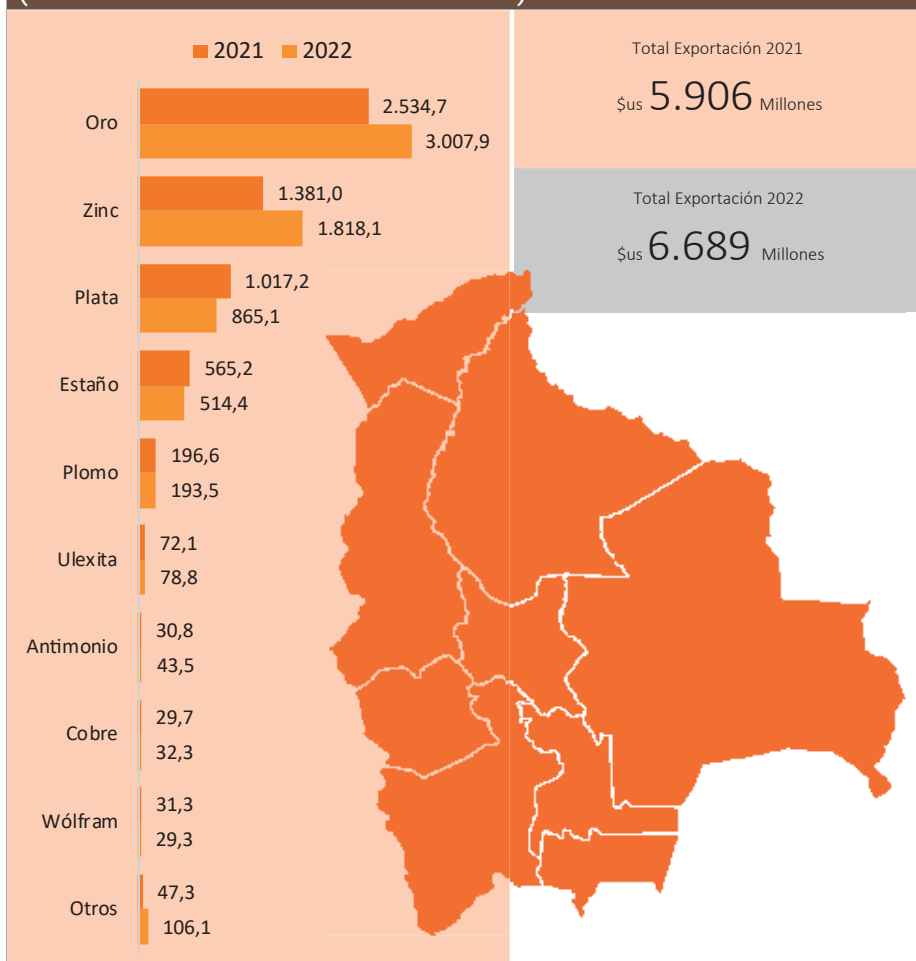 2021 2022
Oro
2.534,7
3.007,9
Zinc
1.381,0
1.818,1
Plata
1.017,2
865,1
Estaño
565,2
514,4
Plomo
196,6
193,5
Ulexita
72,1
78,8
Antimonio
30,8
43,5
Cobre
29,7
32,3
Wólfram
31,3
29,3
Otros
47,3
106,1
Total Exportación 2021
$us 5.906 Millones
Total Exportación 2022
$us 6.689 Millones